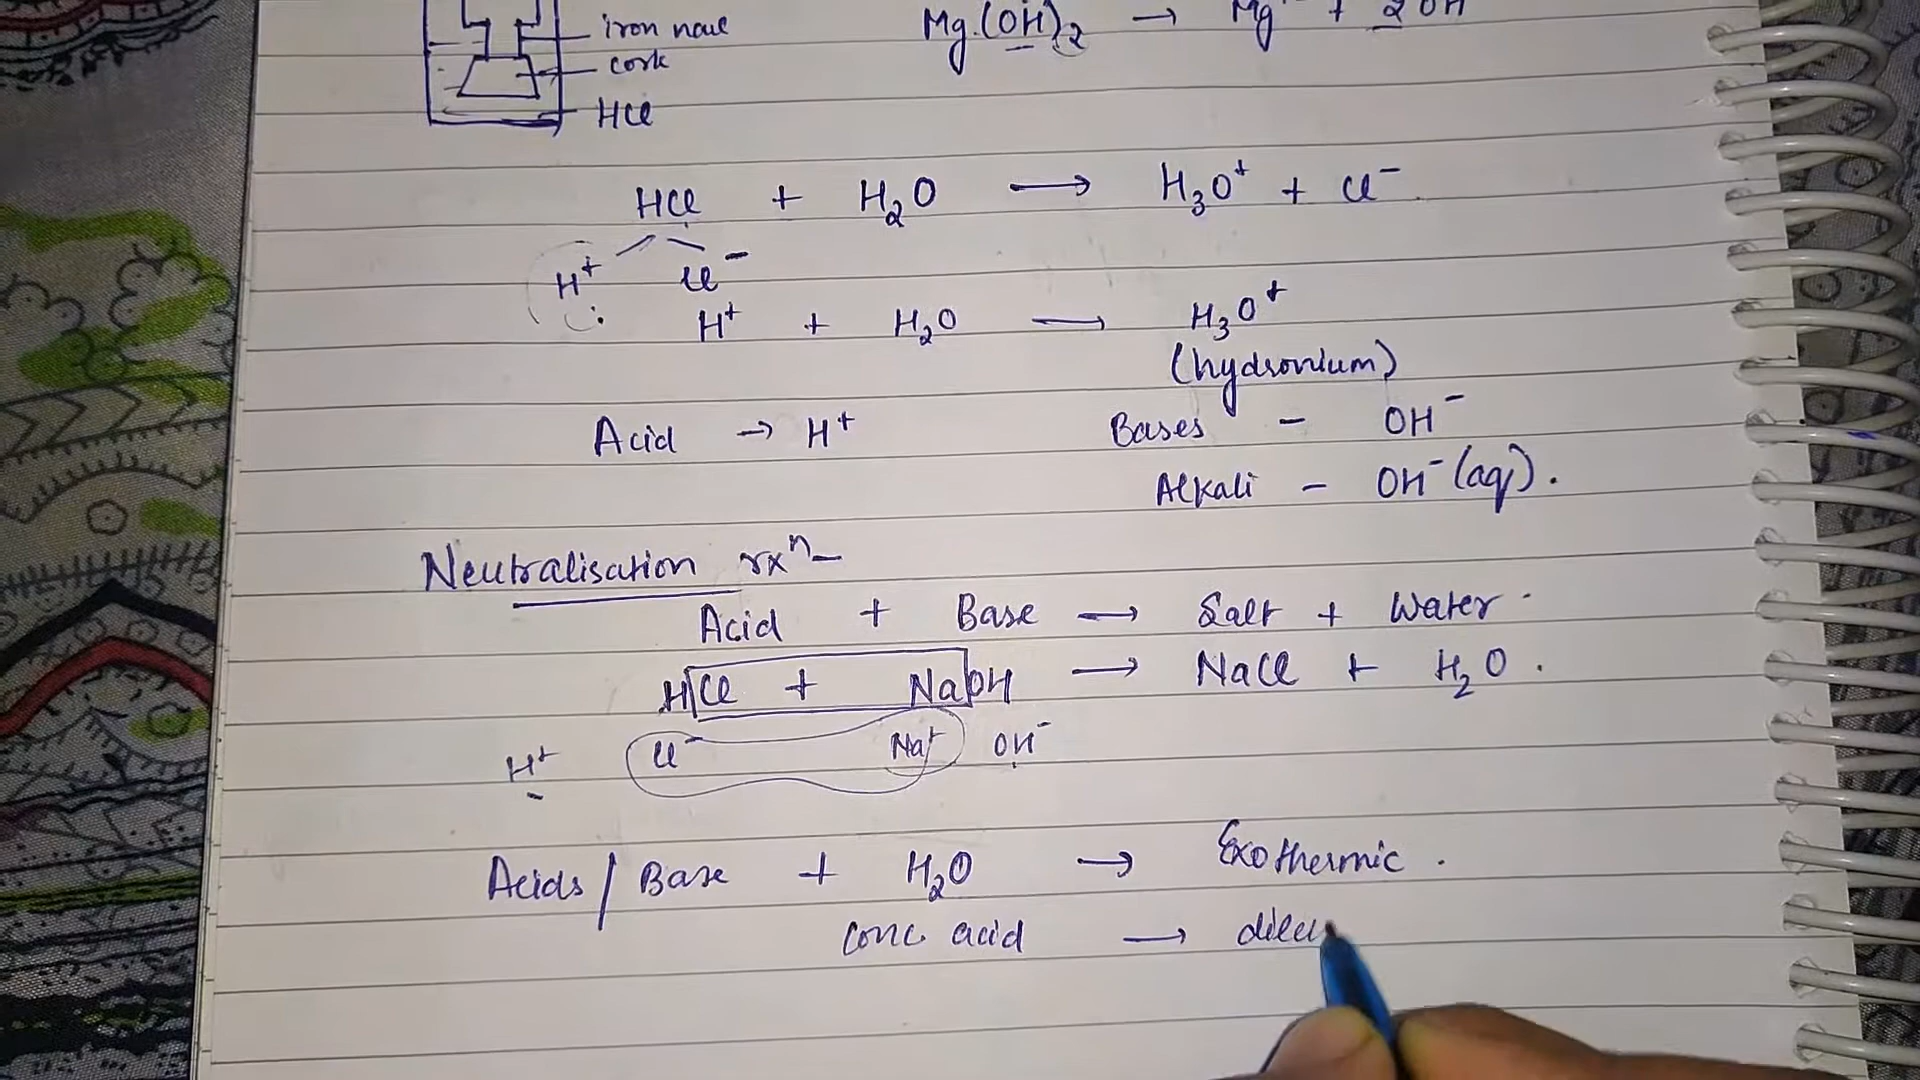 iron nail
Mg(OH)₂ → Mg + 2OH
cork
HCl
HCl + H₂O ⟶ H₃O⁺ + Cl⁻
H⁺ Cl⁻
H⁺ + H₂O ⟶ H₃O⁺
(hydronium)
Acid → H⁺
Bases - OH⁻
Alkali - OH⁻(aq).
Neutralisation rxⁿ-
Acid + Base ⟶ Salt + Water
HCl + NaOH ⟶ NaCl + H₂O.
H⁺ Cl⁻ Na⁺ OH⁻
Acids / Base + H₂O → Exothermic.
conc. acid ⟶ dilu